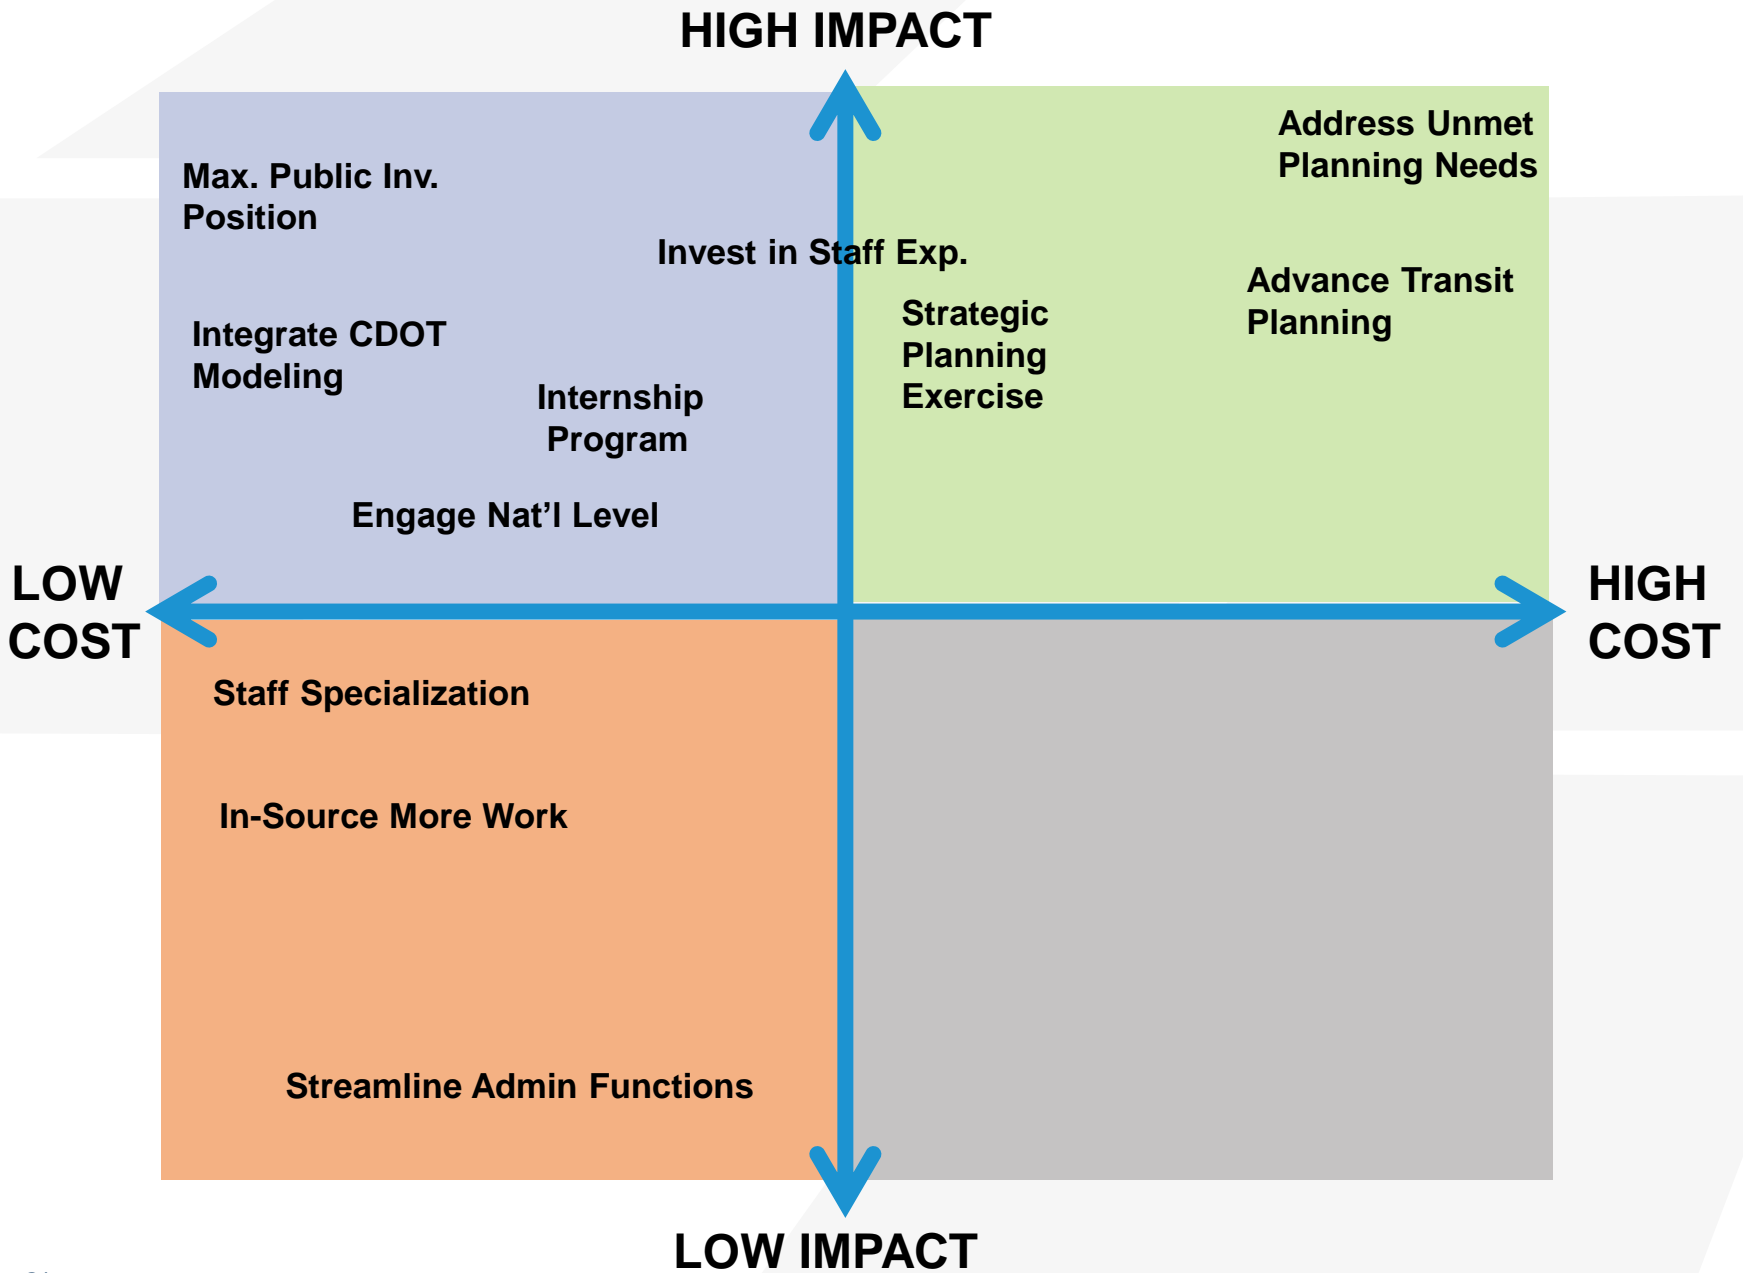 HIGH IMPACT
Address Unmet
Planning Needs
Max. Public Inv.
Position
Invest in Staff Exp.
Advance Transit
Planning
Strategic
Planning
Exercise
Integrate CDOT
Modeling
Internship
Program
Engage Nat’l Level
LOW
COST
HIGH
COST
Staff Specialization
In-Source More Work
Streamline Admin Functions
LOW IMPACT